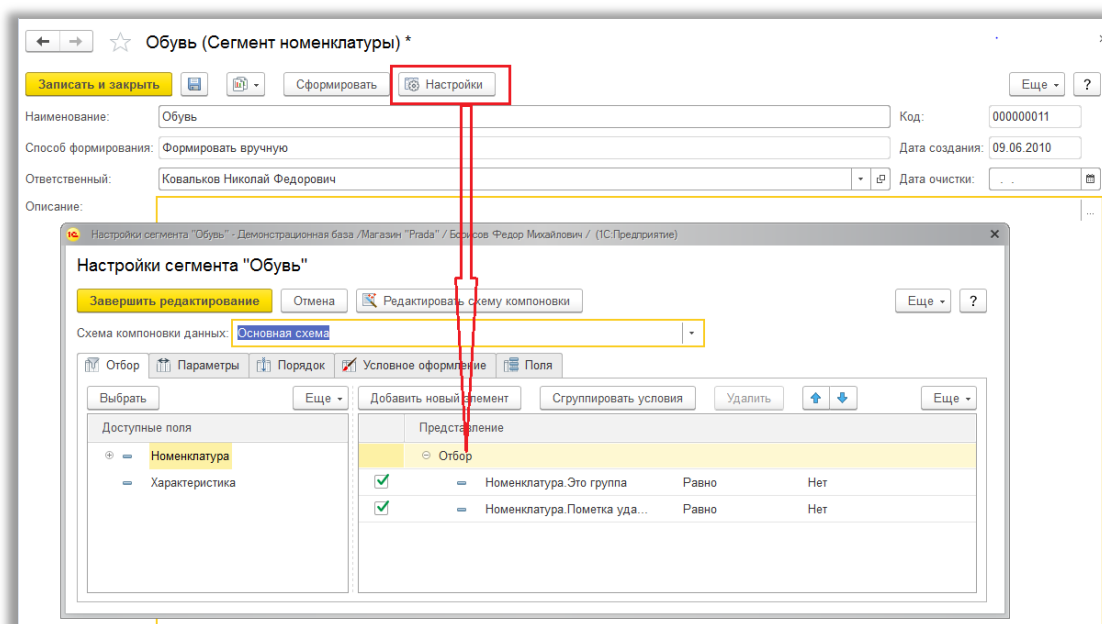 Обувь (Сегмент номенклатуры) *
Записать и закрыть Сформировать Настройки Еще ?
Наименование: Обувь Код: 000000011
Способ формирования: Формировать вручную Дата создания: 09.06.2010
Ответственный: Ковальков Николай Федорович Дата очистки: . .
Описание: ...
1С Настройки сегмента "Обувь" - Демонстрационная база /Магазин "Prada" / Борисов Федор Михайлович / (1С:Предприятие)
Настройки сегмента "Обувь"
Завершить редактирование Отмена Редактировать схему компоновки Еще ?
Схема компоновки данных: Основная схема
Отбор Параметры Порядок Условное оформление Поля
Выбрать Еще Добавить новый элемент Сгруппировать условия Удалить Еще
Доступные поля Представление
Номенклатура Отбор
Характеристика Номенклатура.Это группа Равно Нет
Номенклатура.Пометка уда... Равно Нет